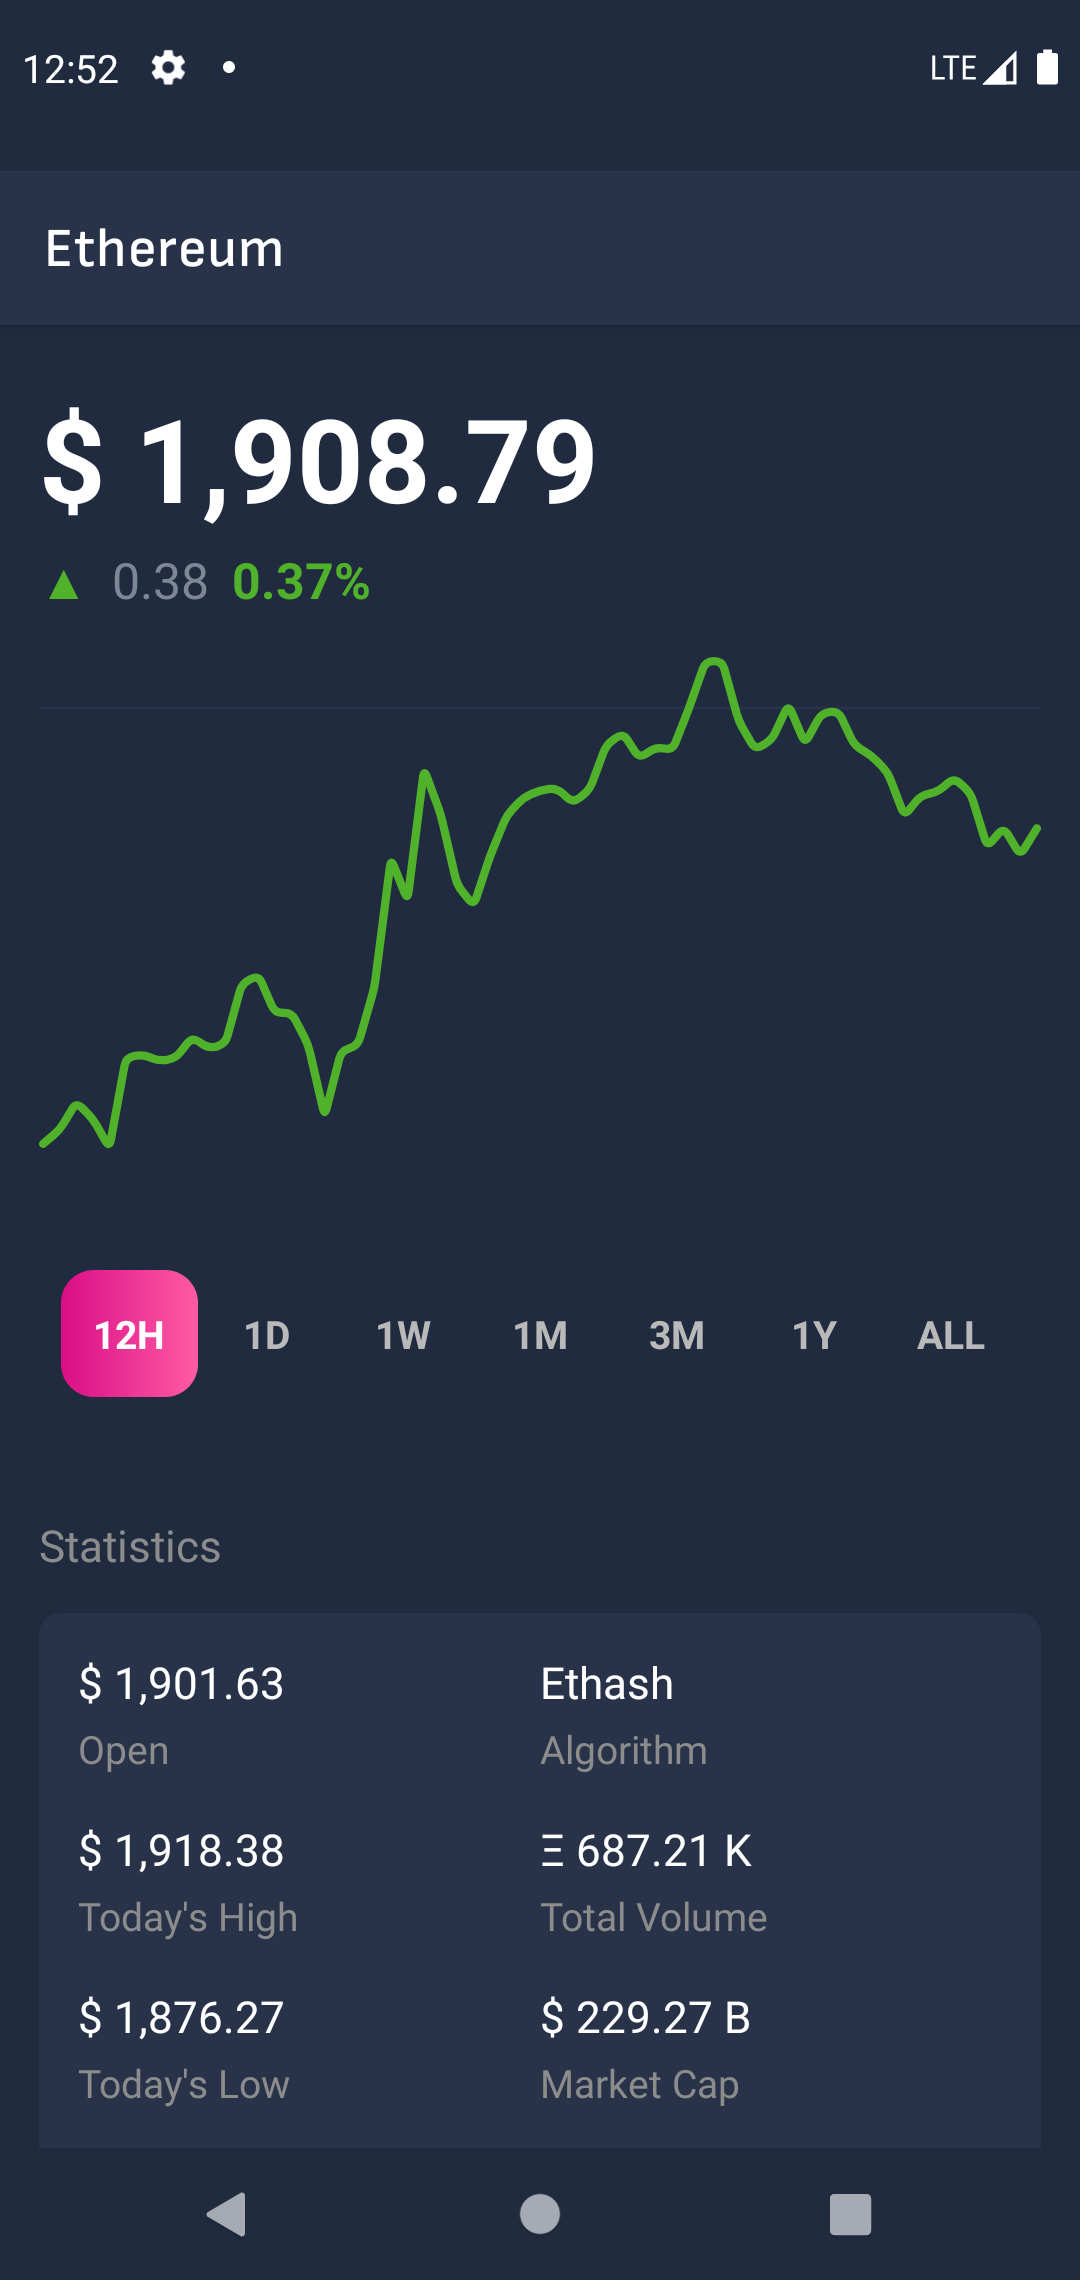 12:52 LTE
Ethereum
$ 1,908.79
▲ 0.38 0.37%
12H 1D 1W 1M 3M 1Y ALL
Statistics
$ 1,901.63 Ethash
Open Algorithm
$ 1,918.38 Ξ 687.21 K
Today's High Total Volume
$ 1,876.27 $ 229.27 B
Today's Low Market Cap